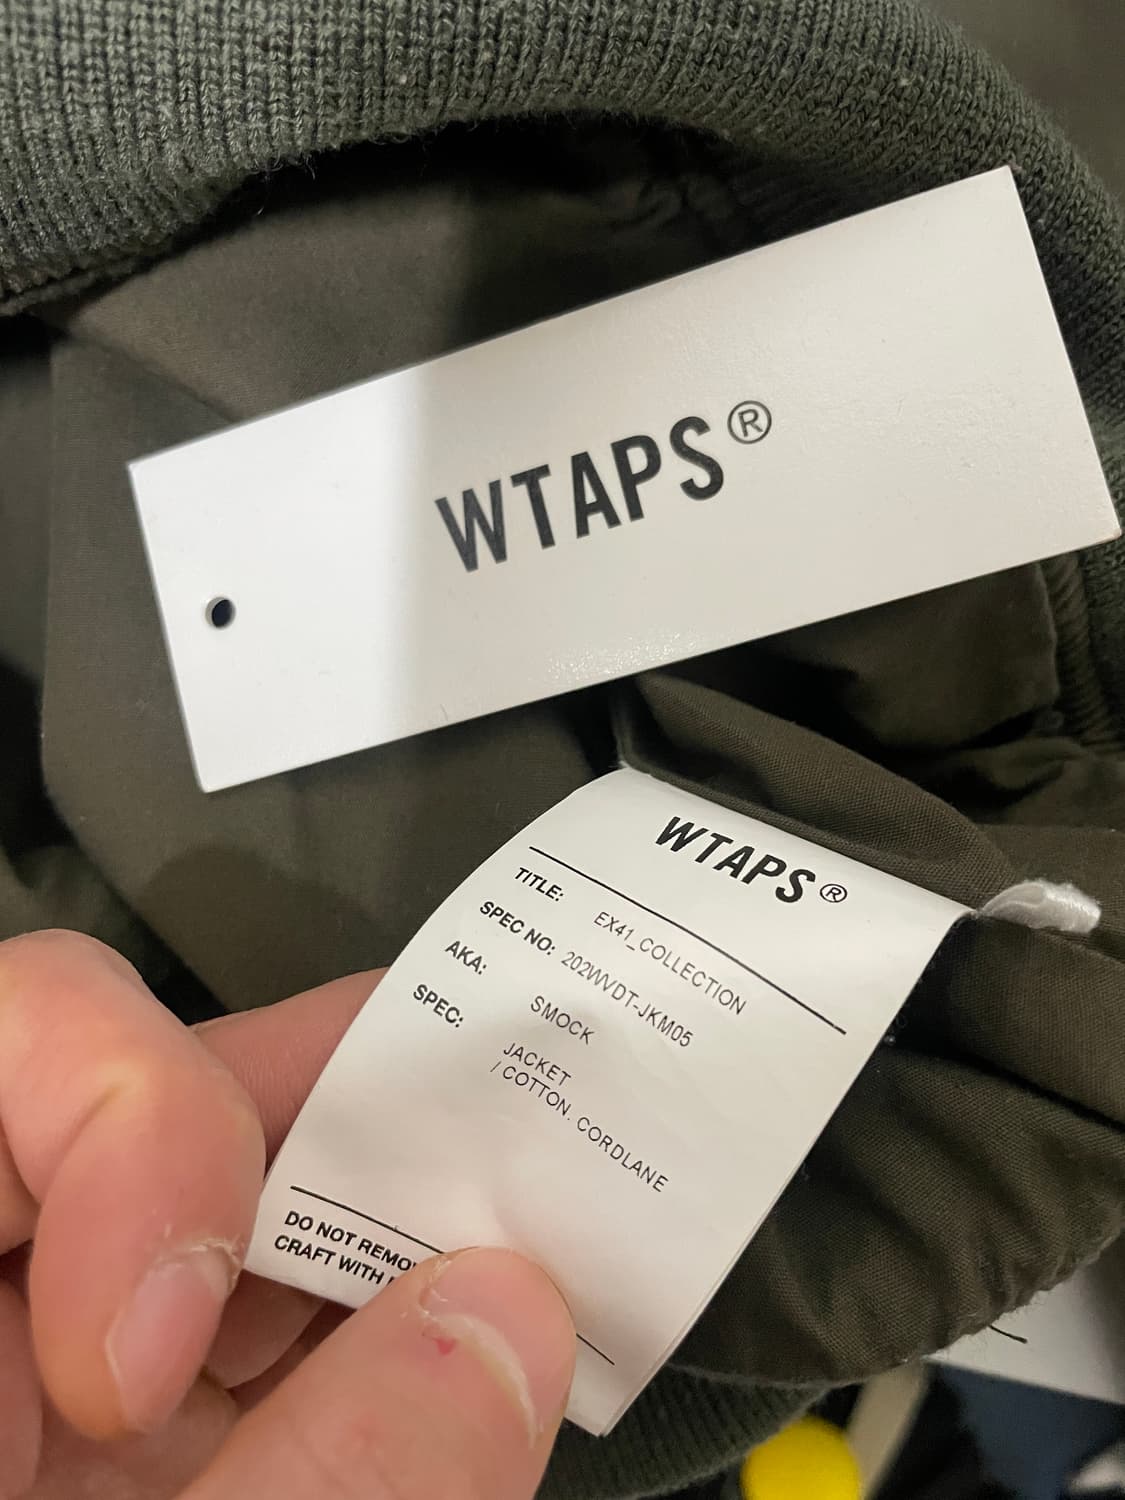 WTAPS®
WTAPS®
TITLE: EX41_COLLECTION
SPEC NO: 202WVDT-JKM05
AKA: SMOCK
SPEC: JACKET
/ COTTON. CORDLANE
DO NOT REMO
CRAFT WITH